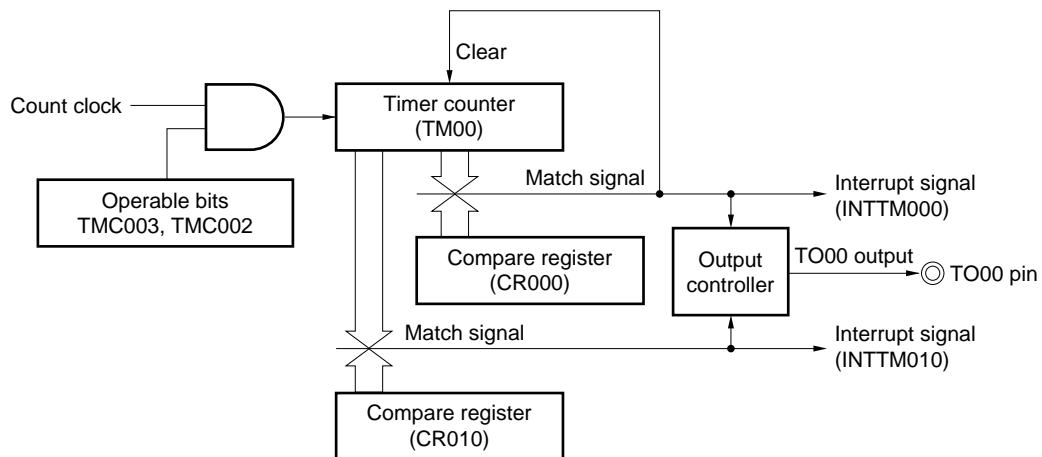 Clear
Count clock
Timer counter
(TM00)
Operable bits
TMC003, TMC002
Match signal
Interrupt signal
(INTTM000)
Compare register
(CR000)
Output
controller
TO00 output
TO00 pin
Match signal
Interrupt signal
(INTTM010)
Compare register
(CR010)